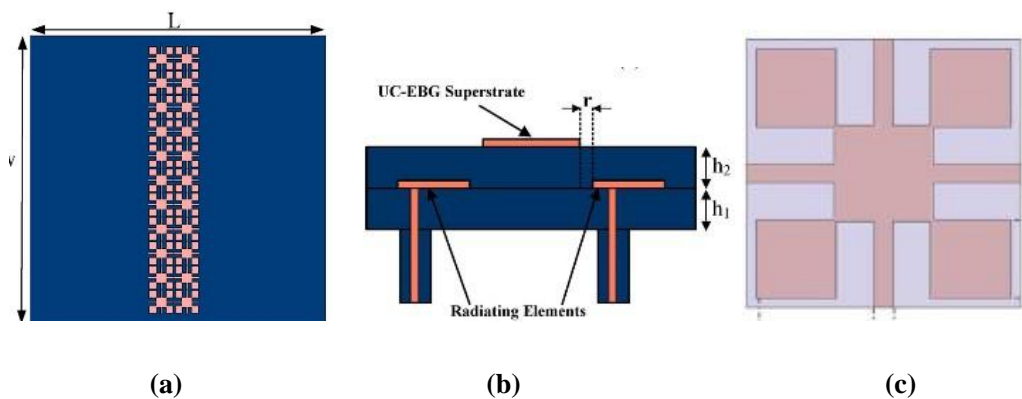 L
UC-EBG Superstrate
r
h2
h1
Radiating Elements
(a)
(b)
(c)